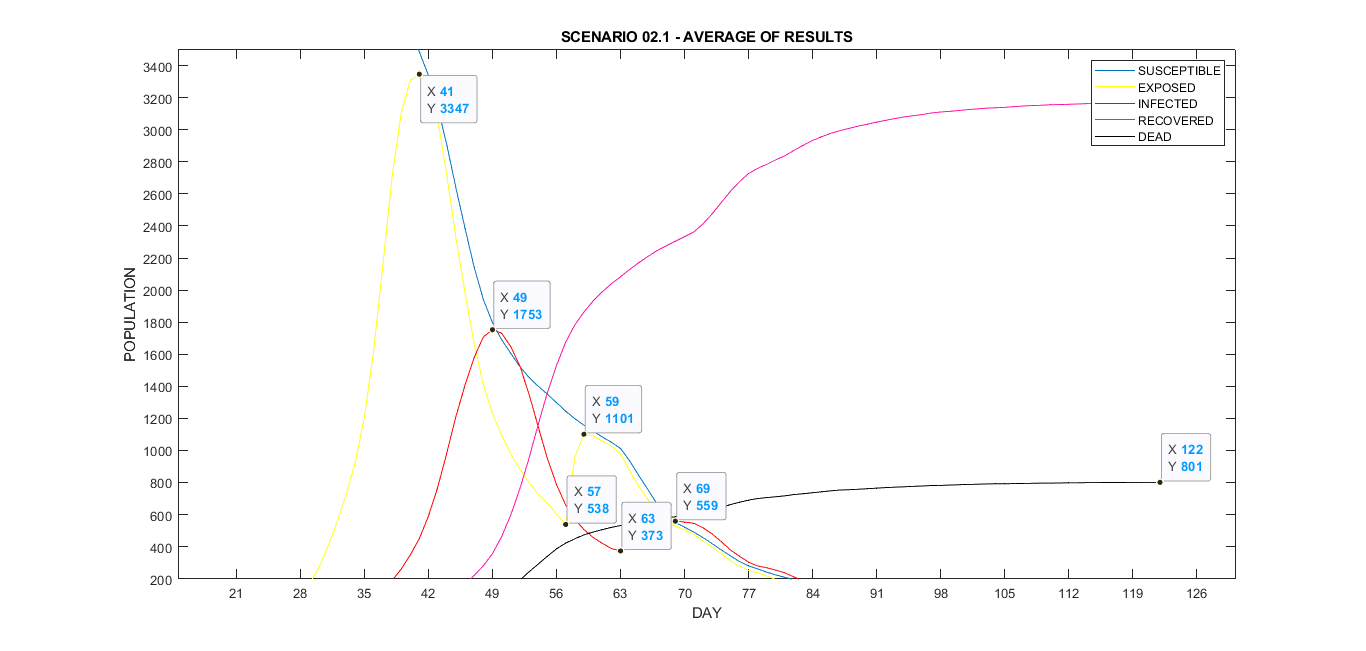 SCENARIO 02.1 - AVERAGE OF RESULTS
SUSCEPTIBLE
EXPOSED
INFECTED
RECOVERED
DEAD
POPULATION
3400
3200
3000
2800
2600
2400
2200
2000
1800
1600
1400
1200
1000
800
600
400
200
X 41
Y 3347
X 49
Y 1753
X 59
Y 1101
X 57
Y 538
X 63
Y 373
X 69
Y 559
X 122
Y 801
21 28 35 42 49 56 63 70 77 84 91 98 105 112 119 126
DAY